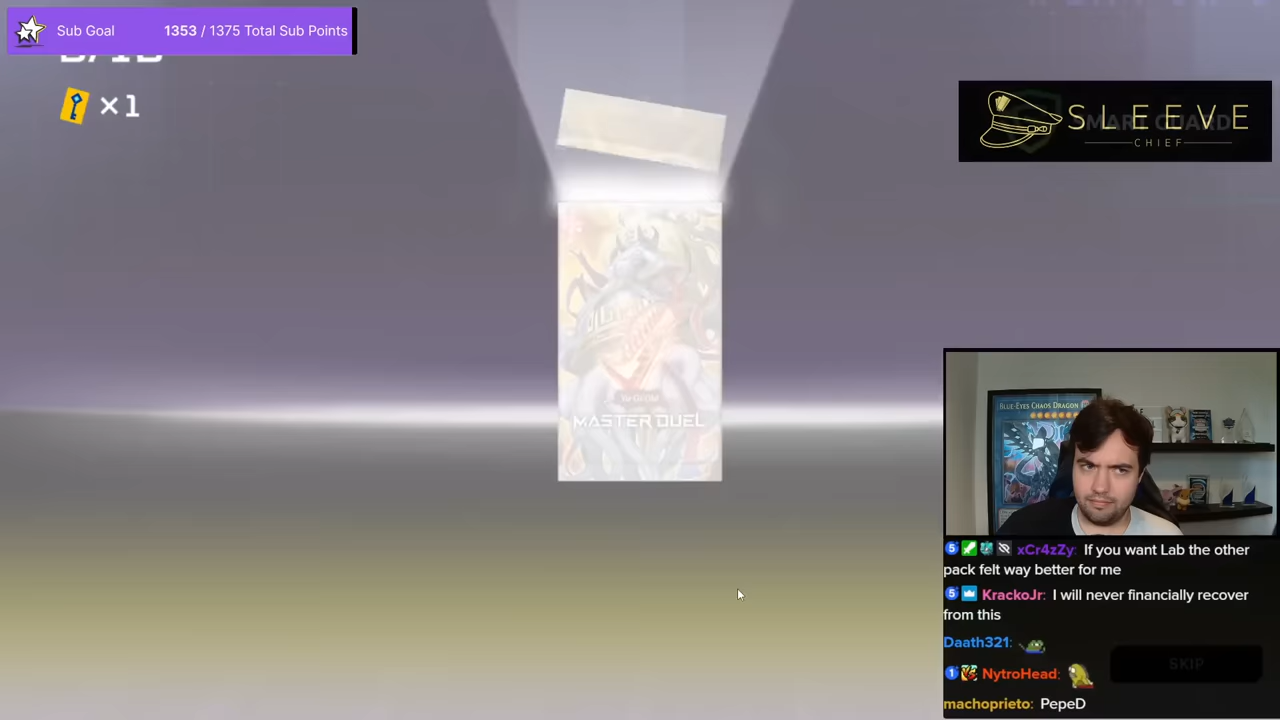 Sub Goal 1353 / 1375 Total Sub Points
×1
SLEEVE
CHIEF
MASTER DUEL
BLUE-EYES CHAOS DRAGON
xCr4zZy: If you want Lab the other
pack felt way better for me
KrackoJr: I will never financially recover
from this
Daath321:
SKIP
NytroHead:
machoprieto: PepeD